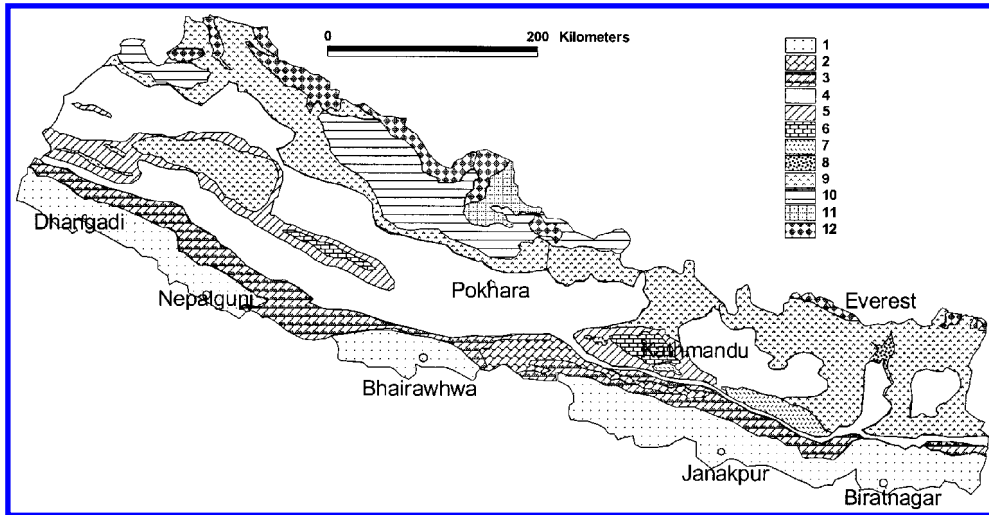 0 200 Kilometers
1
2
3
4
5
6
7
8
9
10
11
12
Dhangadi
Nepalgunj
Pokhara
Everest
Kathmandu
Bhairawhwa
Janakpur
Biratnagar